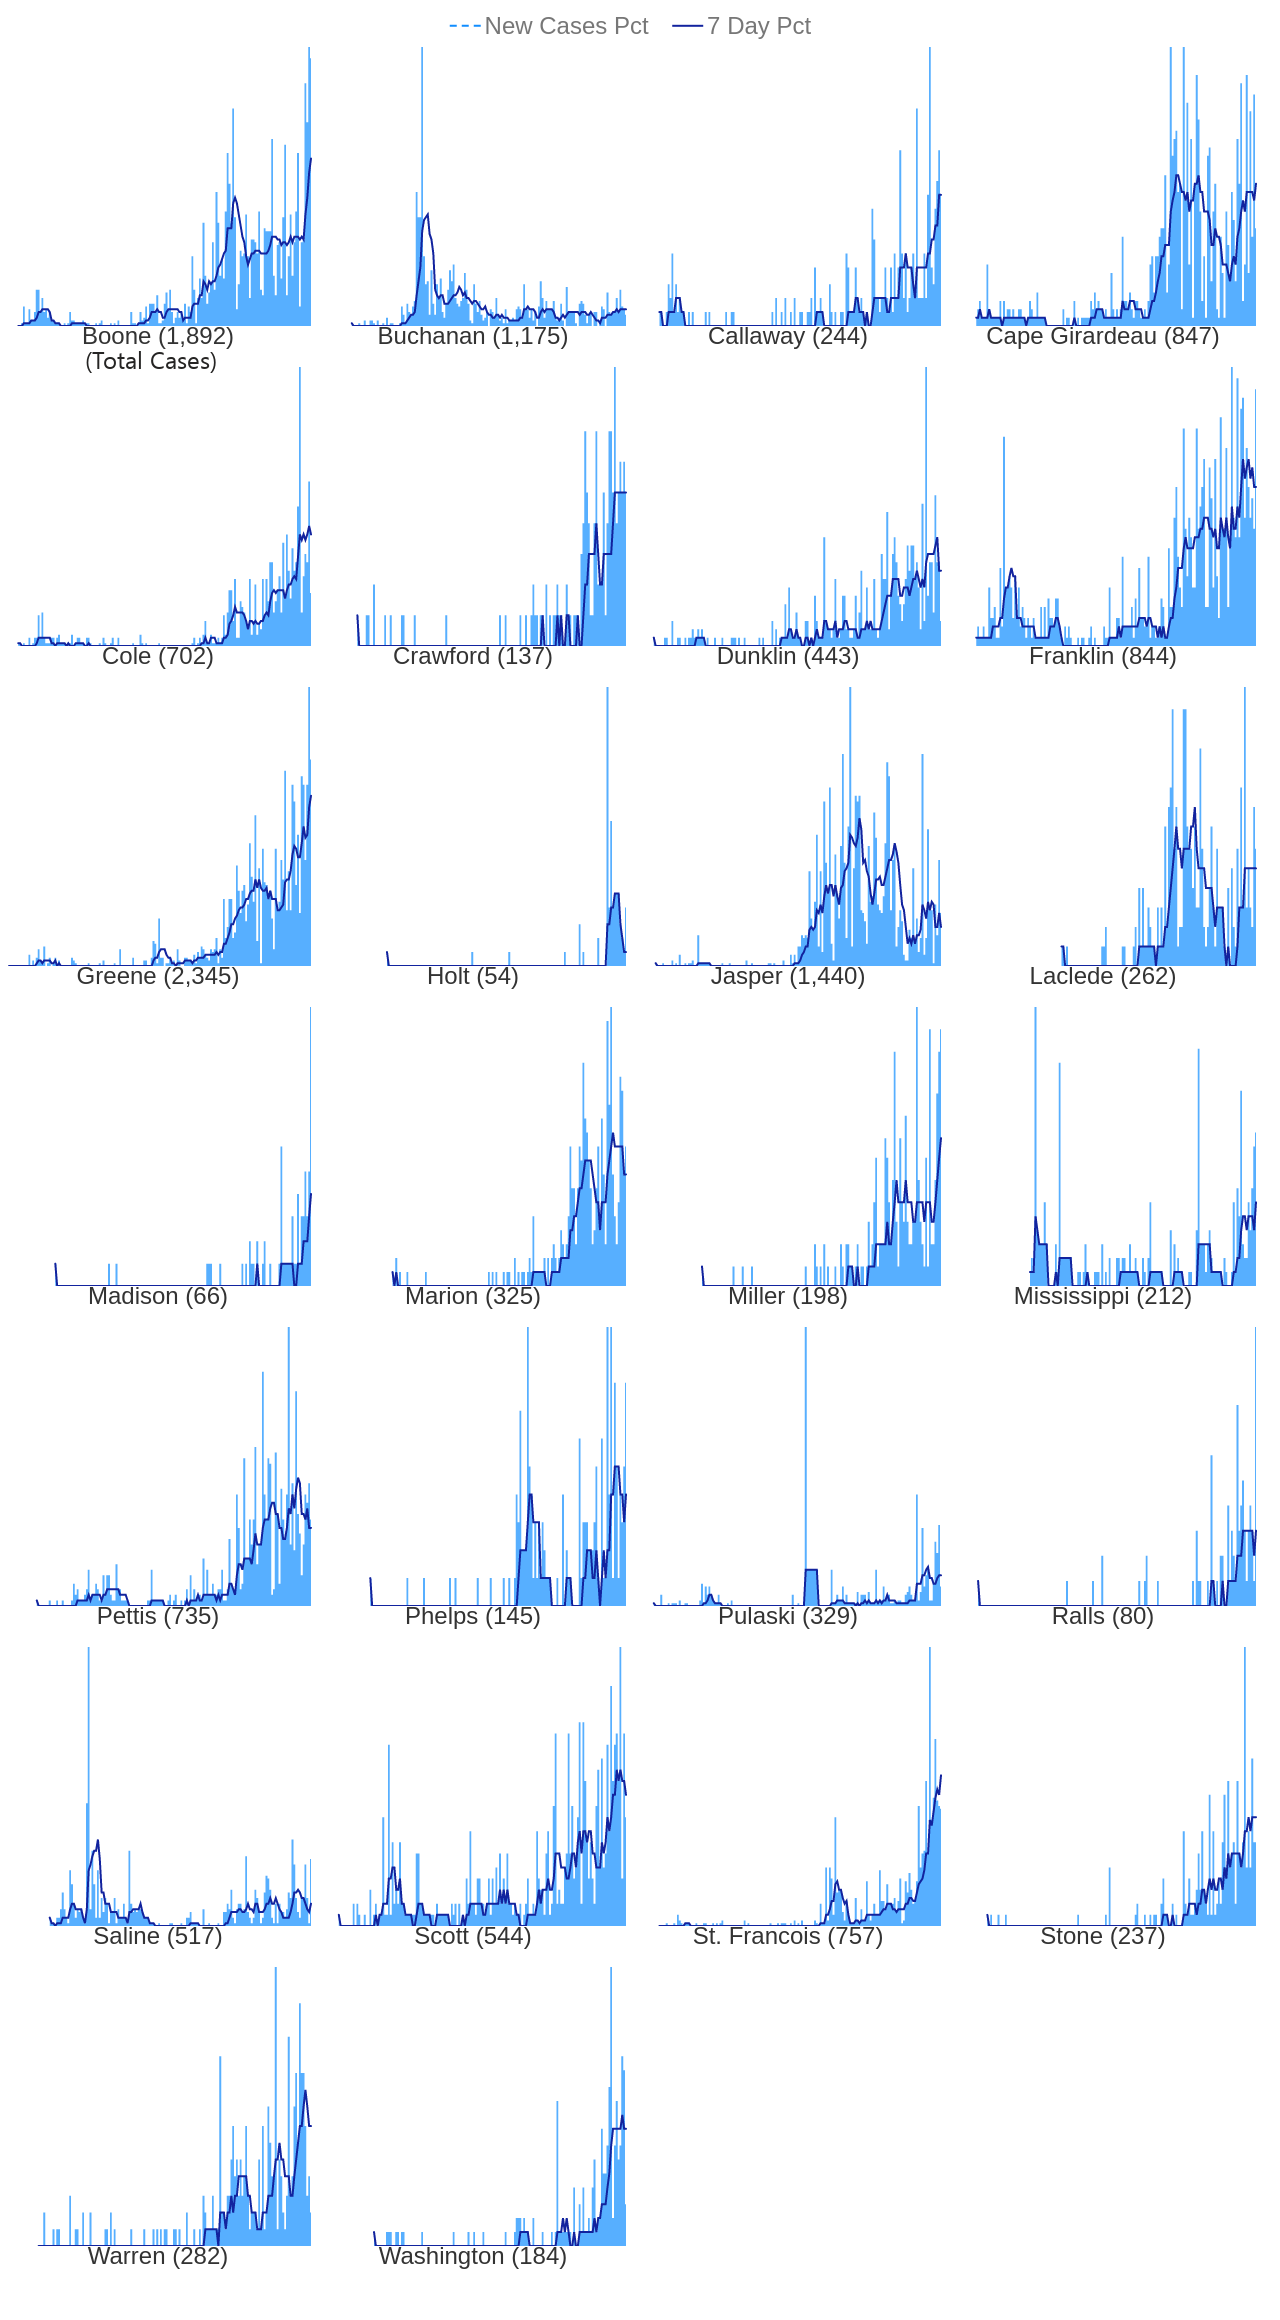 New Cases Pct 7 Day Pct
Boone (1,892) Buchanan (1,175) Callaway (244) Cape Girardeau (847)
(Total Cases)
Cole (702) Crawford (137) Dunklin (443) Franklin (844)
Greene (2,345) Holt (54) Jasper (1,440) Laclede (262)
Madison (66) Marion (325) Miller (198) Mississippi (212)
Pettis (735) Phelps (145) Pulaski (329) Ralls (80)
Saline (517) Scott (544) St. Francois (757) Stone (237)
Warren (282) Washington (184)